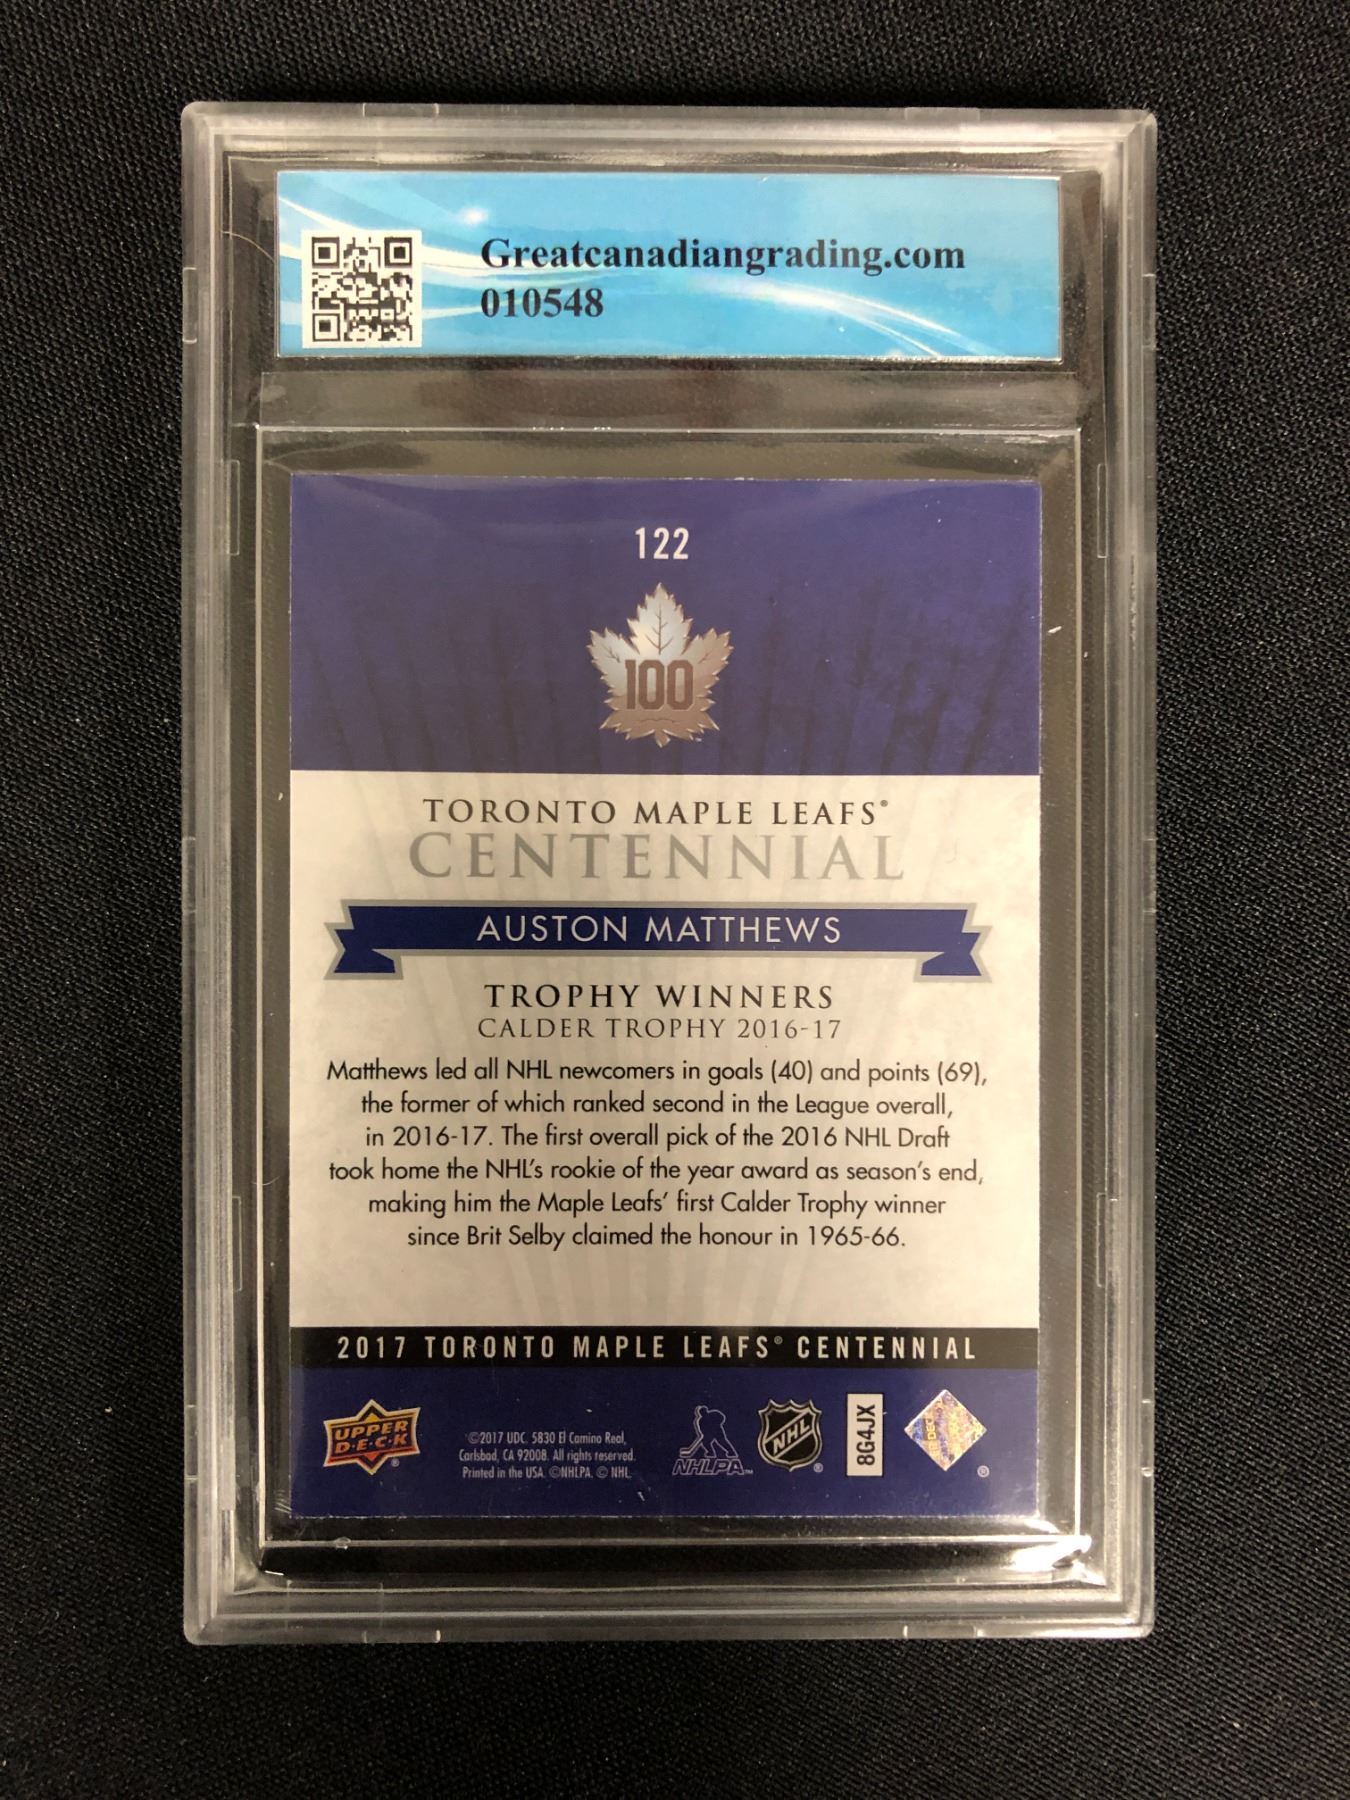 Greatcanadiangrading.com
010548
122
100
TORONTO MAPLE LEAFS®
CENTENNIAL
AUSTON MATTHEWS
TROPHY WINNERS
CALDER TROPHY 2016-17
Matthews led all NHL newcomers in goals (40) and points (69),
the former of which ranked second in the League overall,
in 2016-17. The first overall pick of the 2016 NHL Draft
took home the NHL's rookie of the year award as season's end,
making him the Maple Leafs' first Calder Trophy winner
since Brit Selby claimed the honour in 1965-66.
2017 TORONTO MAPLE LEAFS® CENTENNIAL
UPPER
D·E·C·K
®
©2017 UDC. 5830 El Camino Real,
Carlsbad, CA 92008. All rights reserved.
Printed in the USA. ©NHLPA. © NHL
NHLPA™
NHL
®
8G4JX
®